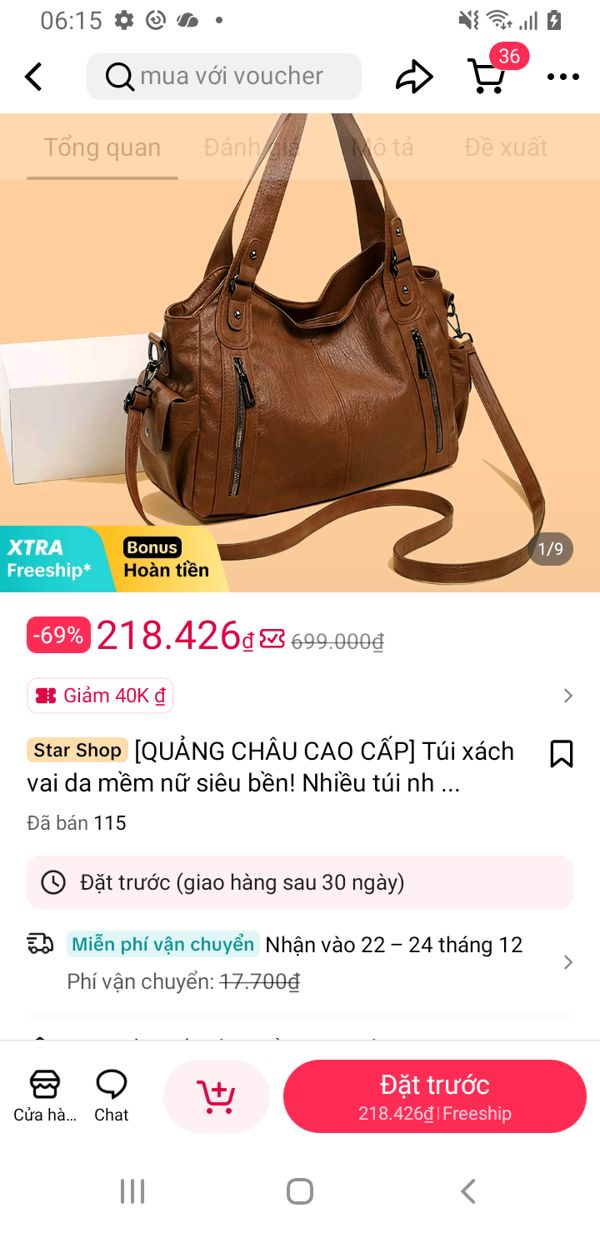 06:15
mua với voucher
36
Tổng quan Đánh giá Mô tả Đề xuất
XTRA
Freeship*
Bonus
Hoàn tiền
1/9
-69% 218.426₫ 699.000₫
Giảm 40K ₫
Star Shop [QUẢNG CHÂU CAO CẤP] Túi xách
vai da mềm nữ siêu bền! Nhiều túi nh ...
Đã bán 115
Đặt trước (giao hàng sau 30 ngày)
Miễn phí vận chuyển Nhận vào 22 – 24 tháng 12
Phí vận chuyển: 17.700₫
Đặt trước
218.426₫|Freeship
Cửa hà... Chat